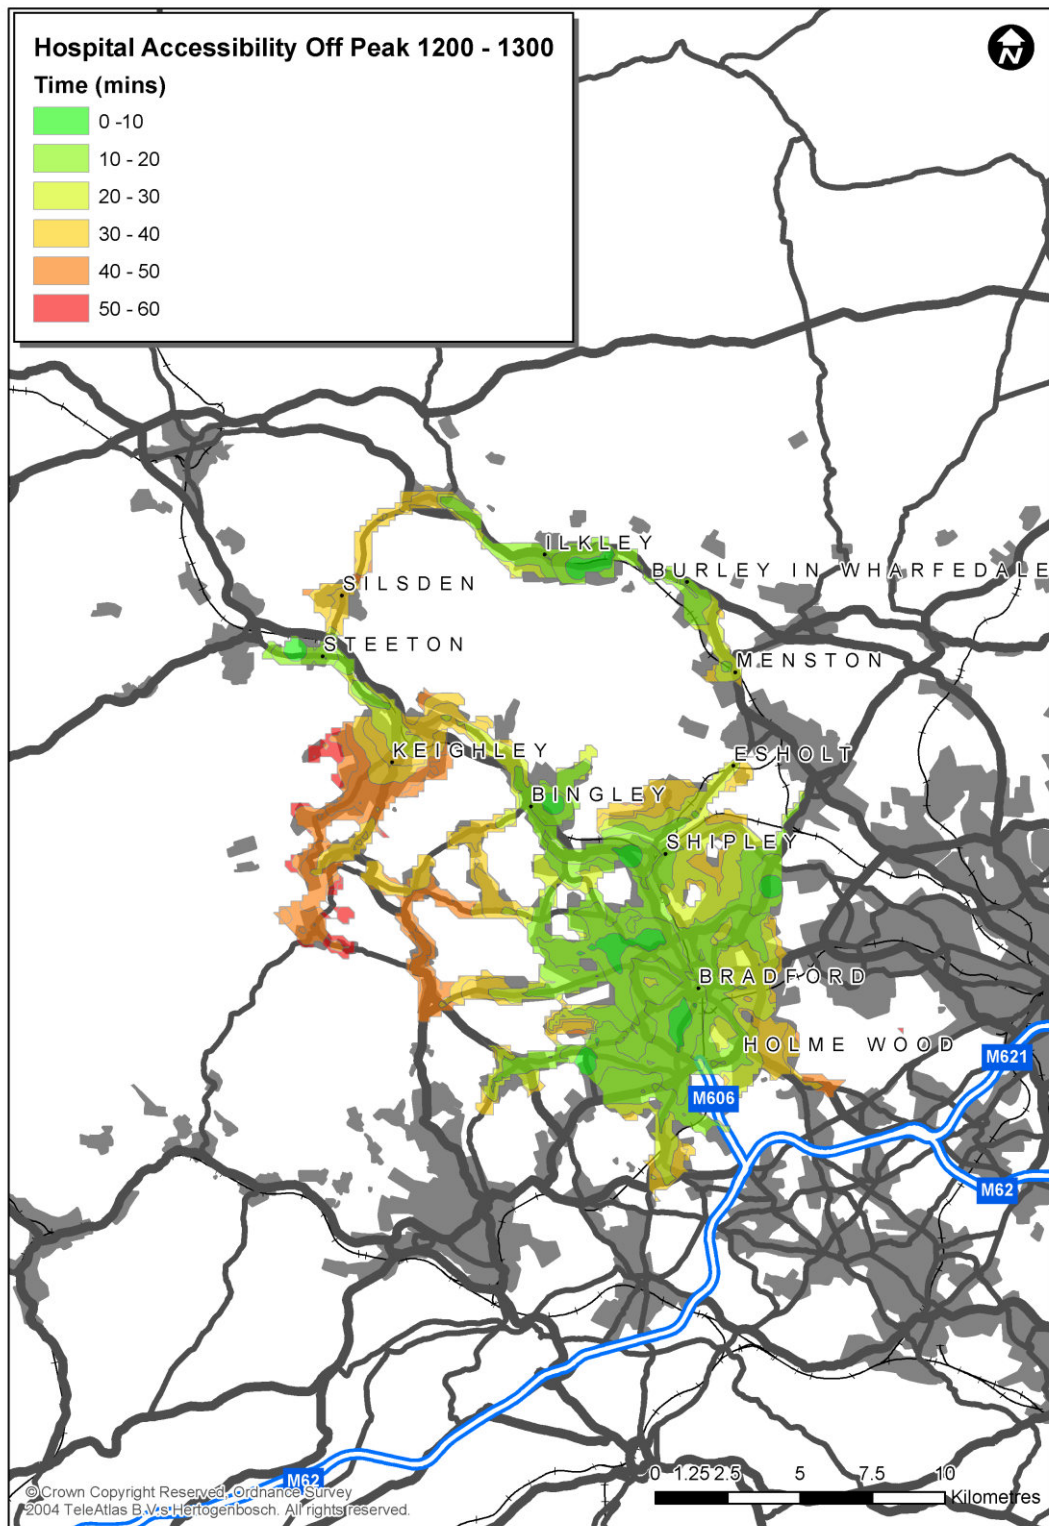 Hospital Accessibility Off Peak 1200 - 1300
Time (mins)
0 -10
10 - 20
20 - 30
30 - 40
40 - 50
50 - 60
N
ILKLEY
BURLEY IN WHARFEDALE
SILSDEN
STEETON
MENSTON
KEIGHLEY
ESHOLT
BINGLEY
SHIPLEY
BRADFORD
HOLME WOOD
M621
M606
M62
M62
0 1.25 2.5 5 7.5 10
Kilometres
© Crown Copyright Reserved, Ordnance Survey
2004 TeleAtlas B.V.s Hertogenbosch. All rights reserved.